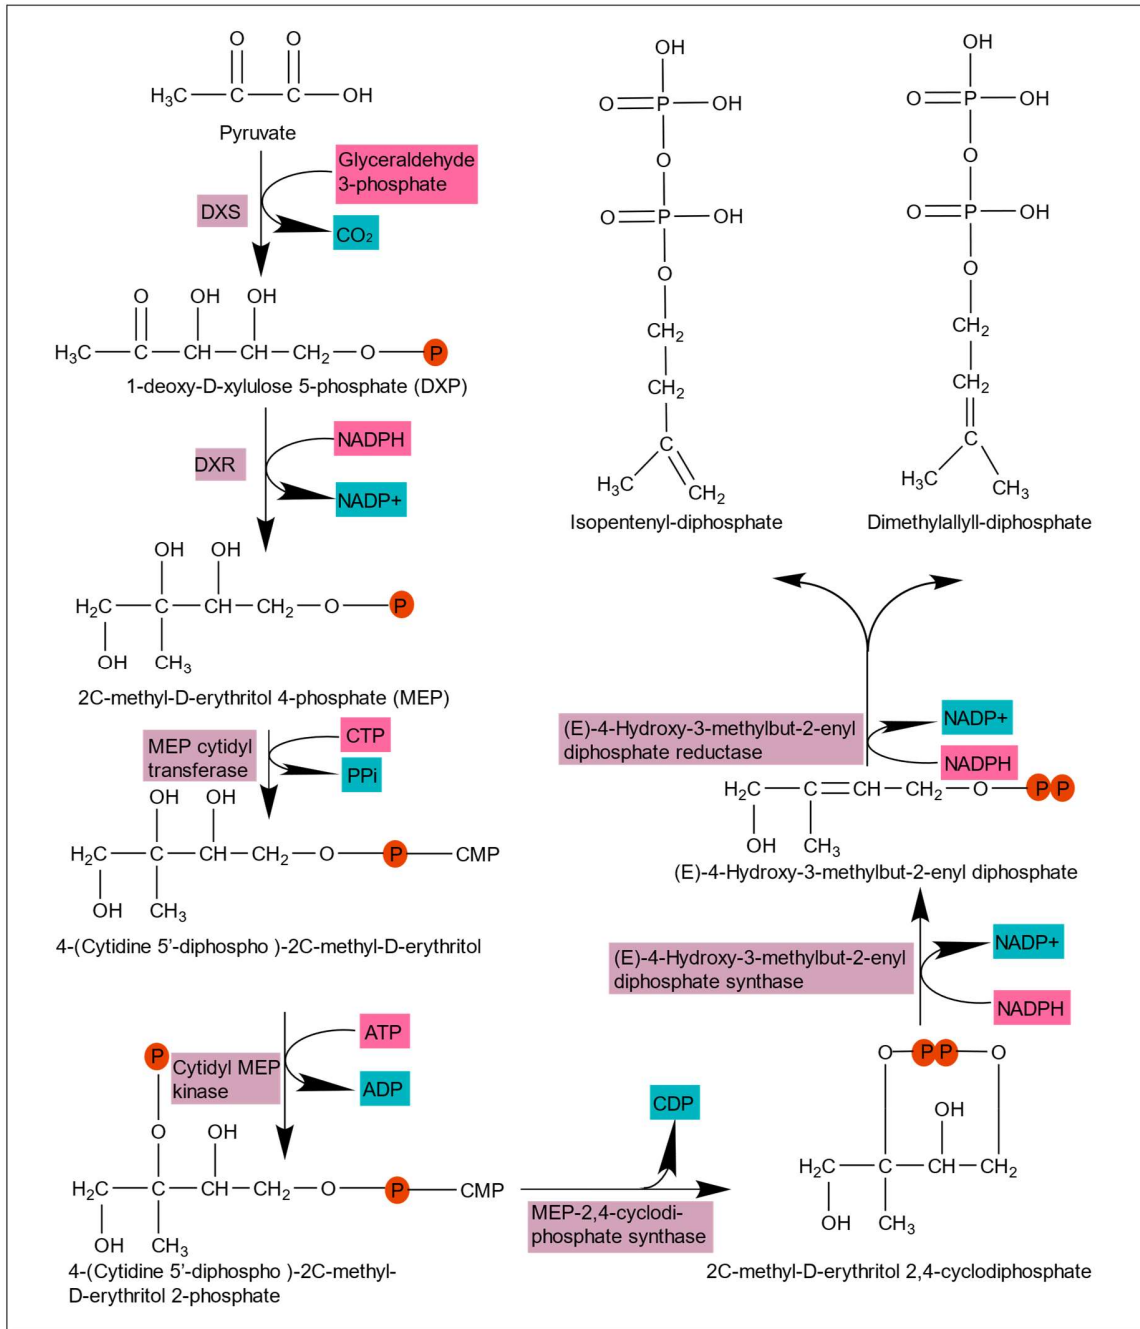 O O
H₃C C C OH
Pyruvate
Glyceraldehyde
3-phosphate
DXS
CO₂
O OH OH
H₃C C CH CH CH₂ O P
1-deoxy-D-xylulose 5-phosphate (DXP)
NADPH
DXR
NADP+
OH OH
H₂C C CH CH₂ O P
OH CH₃
2C-methyl-D-erythritol 4-phosphate (MEP)
MEP cytidyl
transferase
CTP
PPi
OH OH
H₂C C CH CH₂ O P CMP
OH CH₃
4-(Cytidine 5'-diphospho )-2C-methyl-D-erythritol
ATP
P
Cytidyl MEP
kinase
ADP
O OH
H₂C C CH CH₂ O P CMP
OH CH₃
4-(Cytidine 5'-diphospho )-2C-methyl-
D-erythritol 2-phosphate
CDP
MEP-2,4-cyclodi-
phosphate synthase
O P P O
OH
H₂C C CH CH₂
OH CH₃
2C-methyl-D-erythritol 2,4-cyclodiphosphate
(E)-4-Hydroxy-3-methylbut-2-enyl
diphosphate synthase
NADP+
NADPH
H₂C C CH CH₂ O P P
OH CH₃
(E)-4-Hydroxy-3-methylbut-2-enyl diphosphate
(E)-4-Hydroxy-3-methylbut-2-enyl
diphosphate reductase
NADP+
NADPH
OH
O P OH
O
O P OH
O
CH₂
CH₂
C
H₃C CH₂
Isopentenyl-diphosphate
OH
O P OH
O
O P OH
O
CH₂
CH₂
C
H₃C CH₃
Dimethylallyll-diphosphate